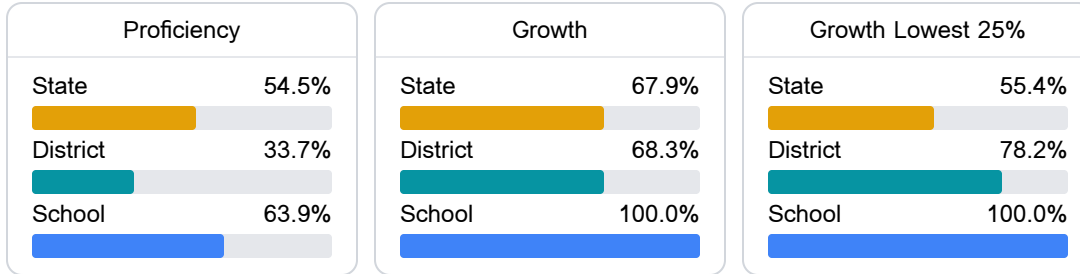 Proficiency
State 54.5%
District 33.7%
School 63.9%
Growth
State 67.9%
District 68.3%
School 100.0%
Growth Lowest 25%
State 55.4%
District 78.2%
School 100.0%